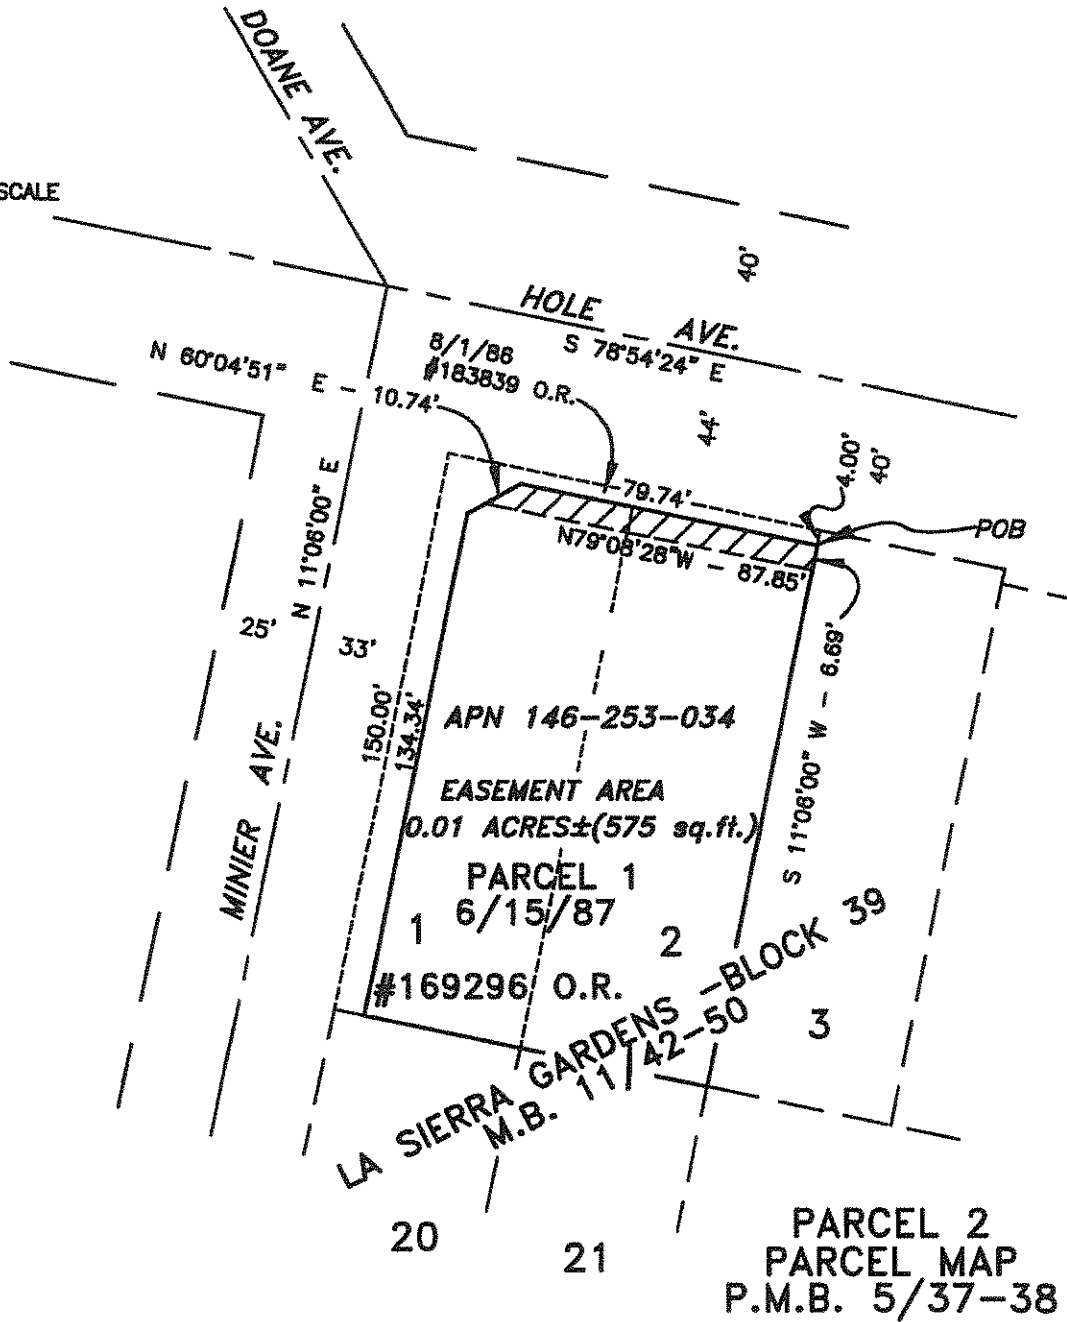 DOANE AVE.
SCALE
40'
HOLE AVE.
S 78°54'24" E
N 60°04'51" E - 10.74'
8/1/86
#183839 O.R.
44'
4.00'
40'
79.74'
POB
N79°08'28"W - 87.85'
N 11°06'00" E
25'
33'
S 11°06'00" W - 6.69'
150.00'
134.34'
MINIER AVE.
APN 146-253-034
EASEMENT AREA
0.01 ACRES±(575 sq.ft.)
PARCEL 1
6/15/87
1
2
#169296 O.R.
3
LA SIERRA GARDENS -BLOCK 39
M.B. 11/42-50
20
21
PARCEL 2
PARCEL MAP
P.M.B. 5/37-38